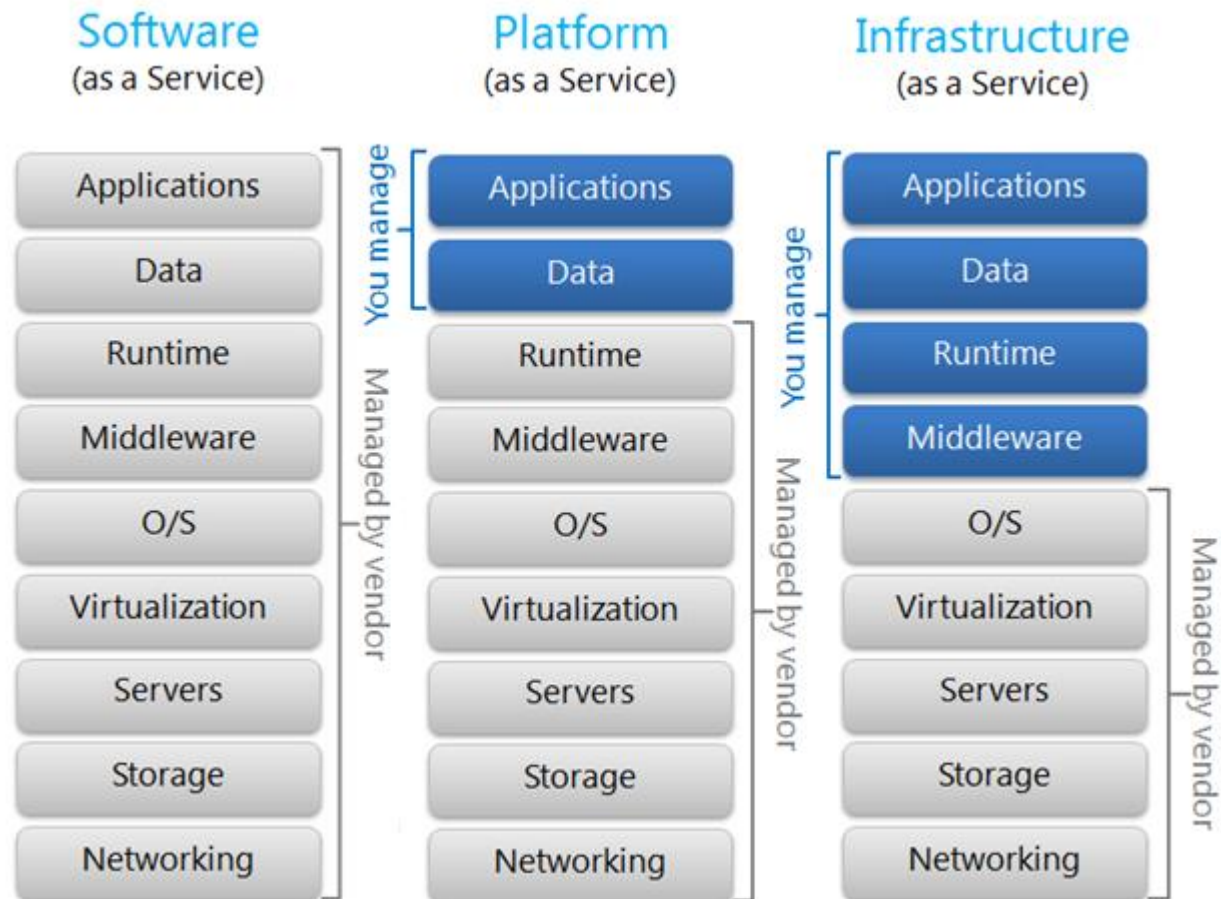 Software
(as a Service)
Applications
Data
Runtime
Middleware
O/S
Virtualization
Servers
Storage
Networking
Managed by vendor
Platform
(as a Service)
You manage
Applications
Data
Runtime
Middleware
O/S
Virtualization
Servers
Storage
Networking
Managed by vendor
Infrastructure
(as a Service)
You manage
Applications
Data
Runtime
Middleware
O/S
Virtualization
Servers
Storage
Networking
Managed by vendor